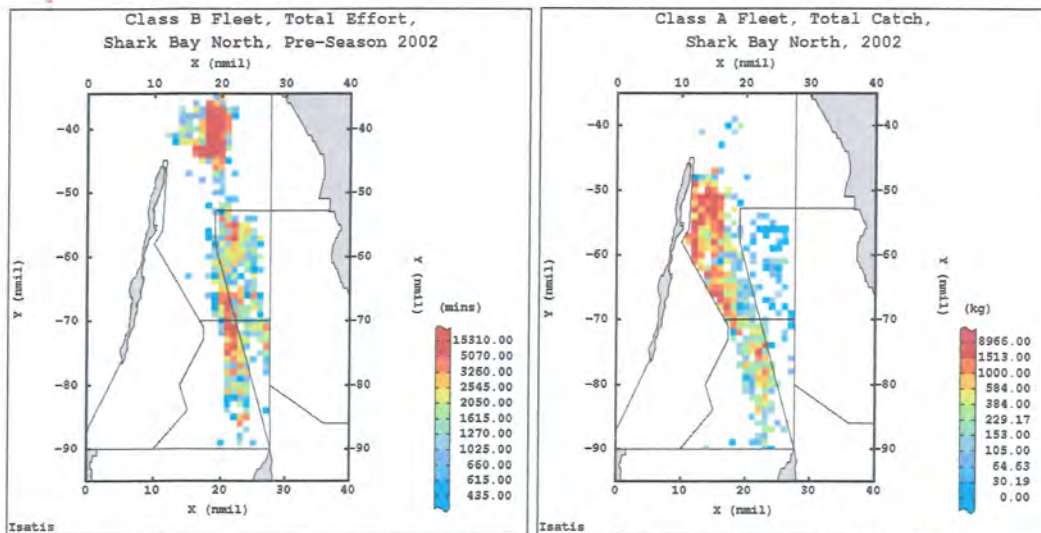 Class B Fleet, Total Effort,
Shark Bay North, Pre-Season 2002
X (nmil)
0 10 20 30 40
-40 -40
-50 -50
-60 -60
-70 -70
-80 -80
-90 -90
Y (nmil)
Y (nmil)
0 10 20 30 40
X (nmil)
(mins)
15310.00
5070.00
3260.00
2545.00
2050.00
1615.00
1270.00
1025.00
660.00
615.00
435.00
Isatis
Class A Fleet, Total Catch,
Shark Bay North, 2002
X (nmil)
0 10 20 30 40
-40 -40
-50 -50
-60 -60
-70 -70
-80 -80
-90 -90
Y (nmil)
Y (nmil)
0 10 20 30 40
X (nmil)
(kg)
8966.00
1513.00
1000.00
584.00
384.00
229.17
153.00
105.00
64.63
30.19
0.00
Isatis